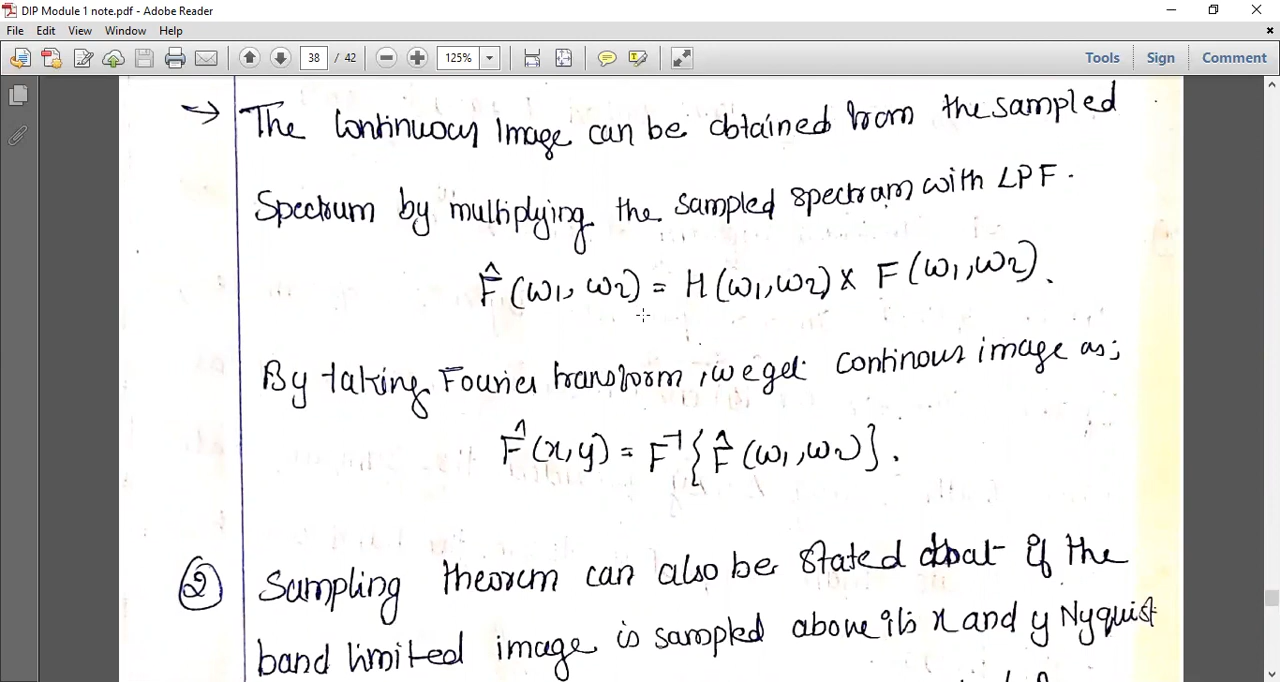 DIP Module 1 note.pdf - Adobe Reader
File Edit View Window Help
38 / 42 125% Tools Sign Comment
→ The Continuous Image can be obtained from the sampled
Spectrum by multiplying the sampled spectrum with LPF.
F̂(ω1, ω2) = H(ω1, ω2) × F(ω1, ω2).
By taking Fourier transform, we get continous image as;
F̂(x,y) = F⁻¹{F̂(ω1, ω2)}.
② Sampling theorem can also be stated that if the
band limited image is sampled above its x and y Nyquist